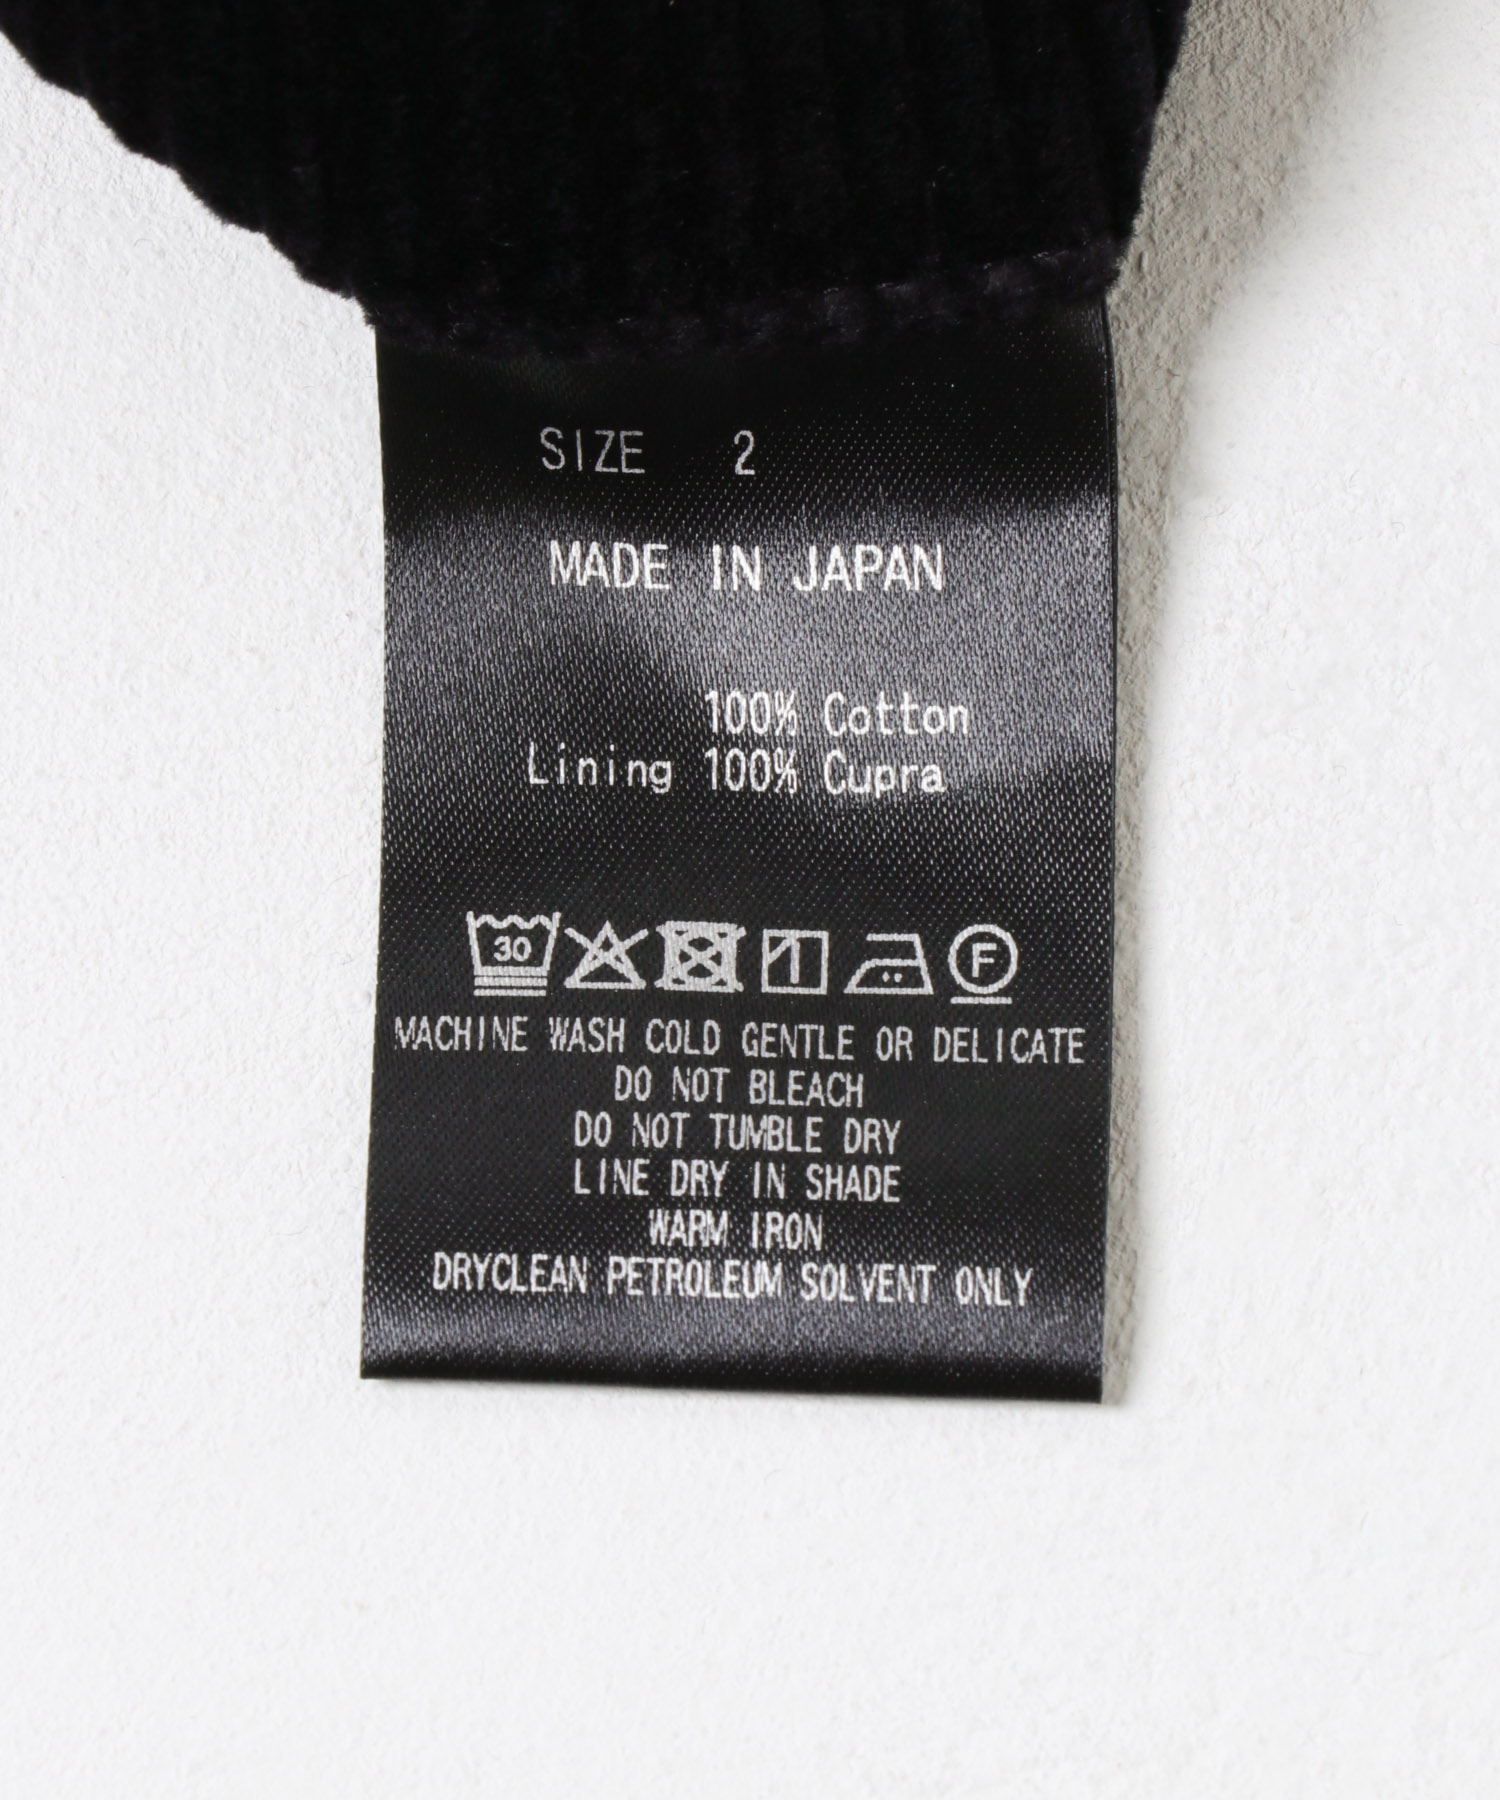 SIZE 2
MADE IN JAPAN
100% Cotton
Lining 100% Cupra
30 F
MACHINE WASH COLD GENTLE OR DELICATE
DO NOT BLEACH
DO NOT TUMBLE DRY
LINE DRY IN SHADE
WARM IRON
DRYCLEAN PETROLEUM SOLVENT ONLY